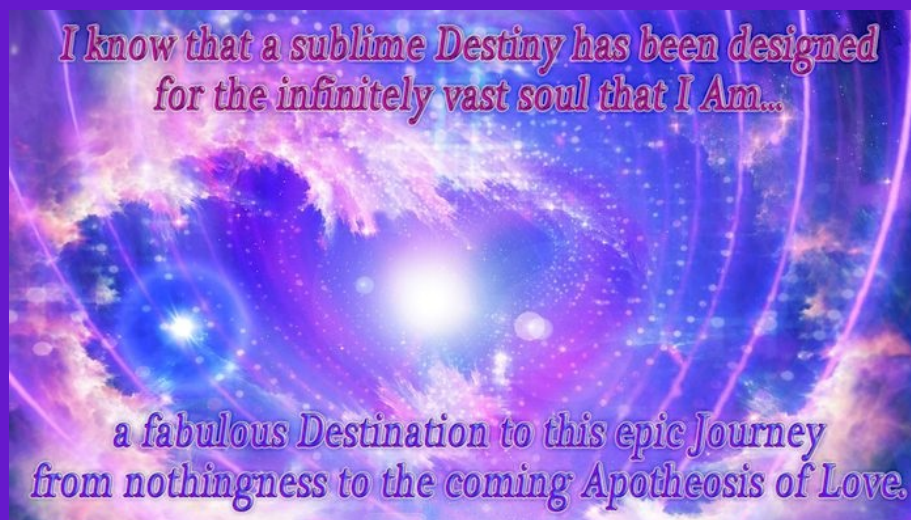 I know that a sublime Destiny has been designed
for the infinitely vast soul that I Am...
a fabulous Destination to this epic Journey
from nothingness to the coming Apotheosis of Love.